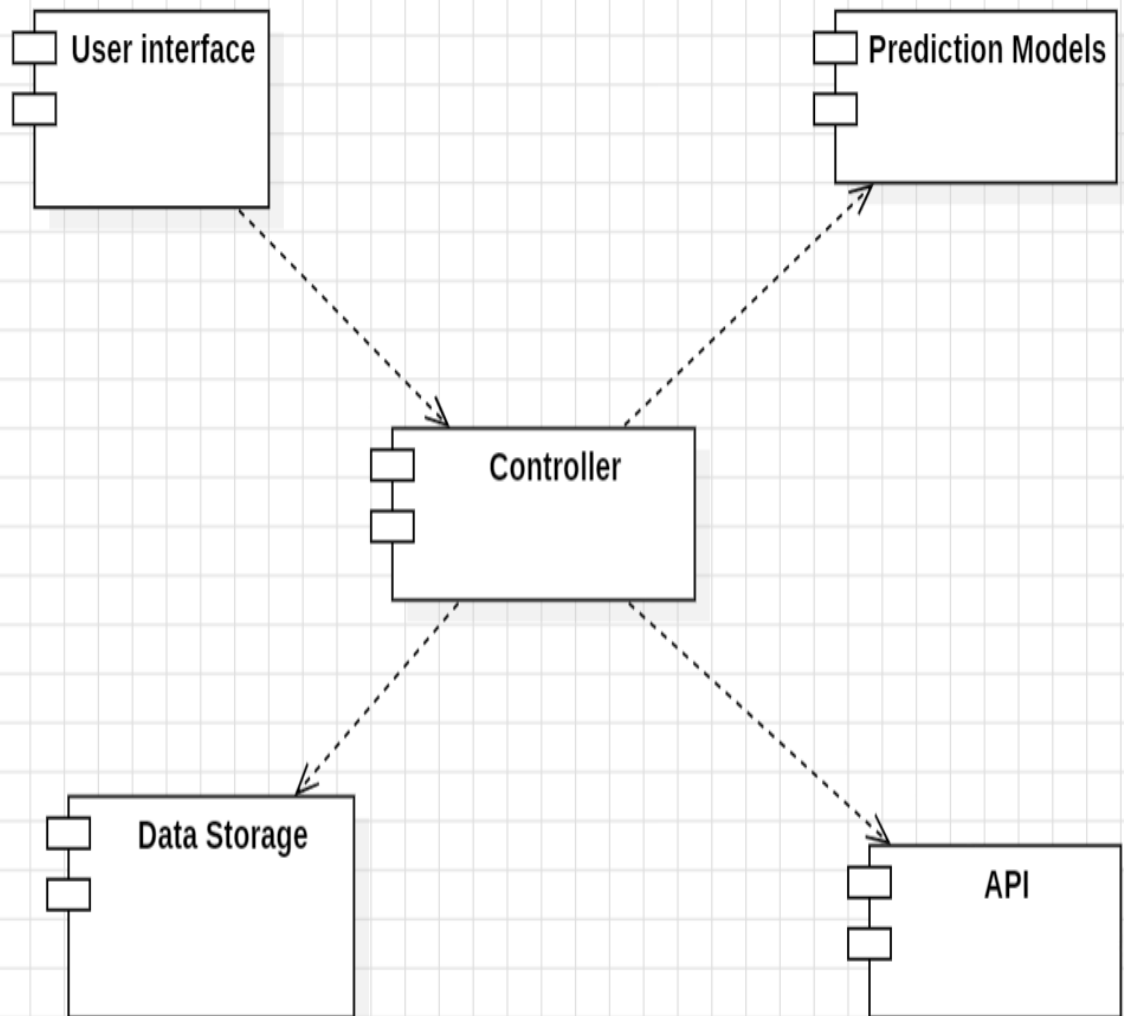 User interface
Prediction Models
Controller
Data Storage
API